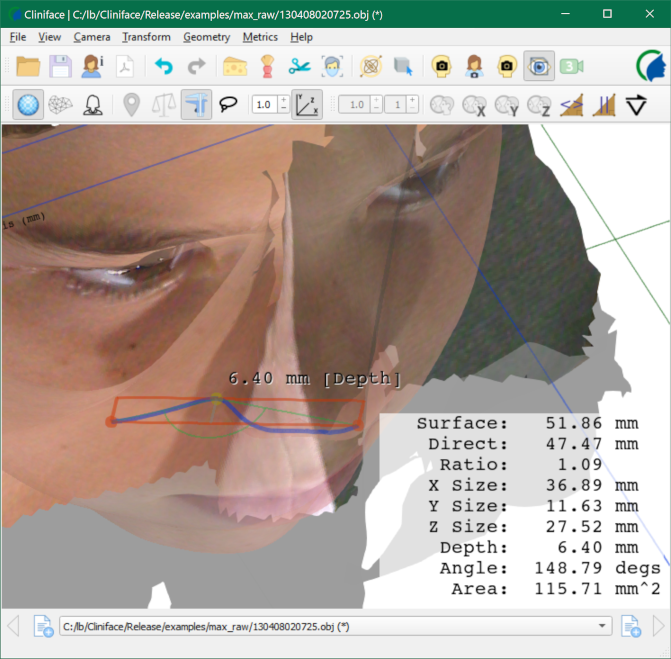 Cliniface | C:/lb/Cliniface/Release/examples/max_raw/130408020725.obj (*)
File View Camera Transform Geometry Metrics Help
3
1.0 Y Z X 1.0 1 X Y Z
is (mm)
6.40 mm [Depth]
Surface: 51.86 mm
Direct: 47.47 mm
Ratio: 1.09
X Size: 36.89 mm
Y Size: 11.63 mm
Z Size: 27.52 mm
Depth: 6.40 mm
Angle: 148.79 degs
Area: 115.71 mm^2
C:/lb/Cliniface/Release/examples/max_raw/130408020725.obj (*)